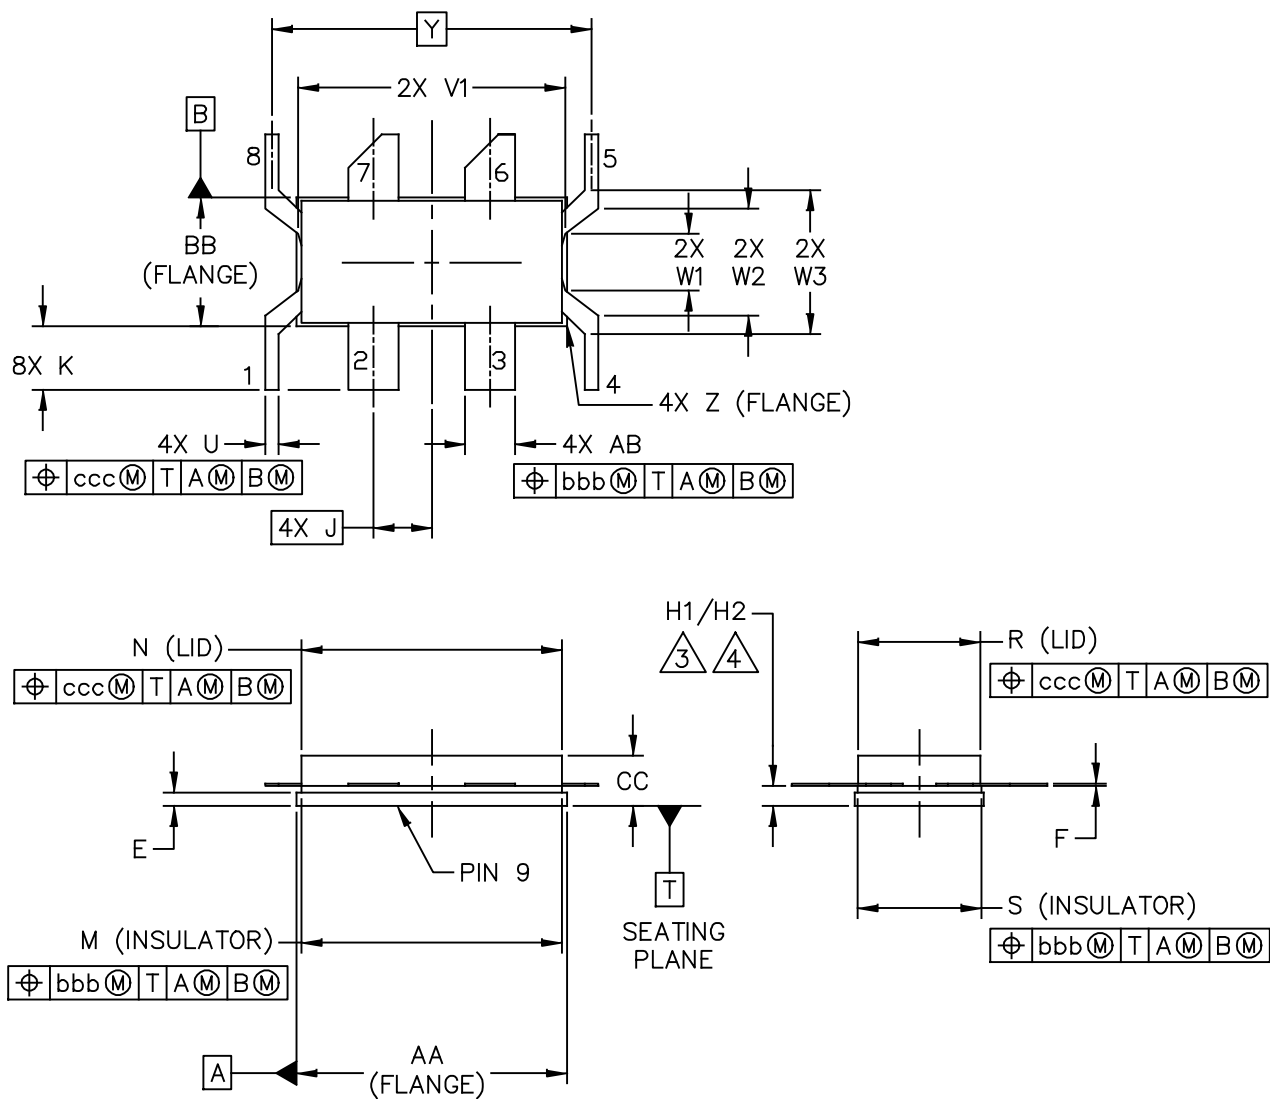 Y
2X V1
B
8
7
6
5
BB
(FLANGE)
2X
W1
2X
W2
2X
W3
8X K
1
2
3
4
4X Z (FLANGE)
4X U
⌖ ccc Ⓜ T A Ⓜ B Ⓜ
4X AB
⌖ bbb Ⓜ T A Ⓜ B Ⓜ
4X J
N (LID)
⌖ ccc Ⓜ T A Ⓜ B Ⓜ
H1/H2
3 4
R (LID)
⌖ ccc Ⓜ T A Ⓜ B Ⓜ
CC
E
PIN 9
F
T
SEATING
PLANE
M (INSULATOR)
⌖ bbb Ⓜ T A Ⓜ B Ⓜ
S (INSULATOR)
⌖ bbb Ⓜ T A Ⓜ B Ⓜ
A
AA
(FLANGE)